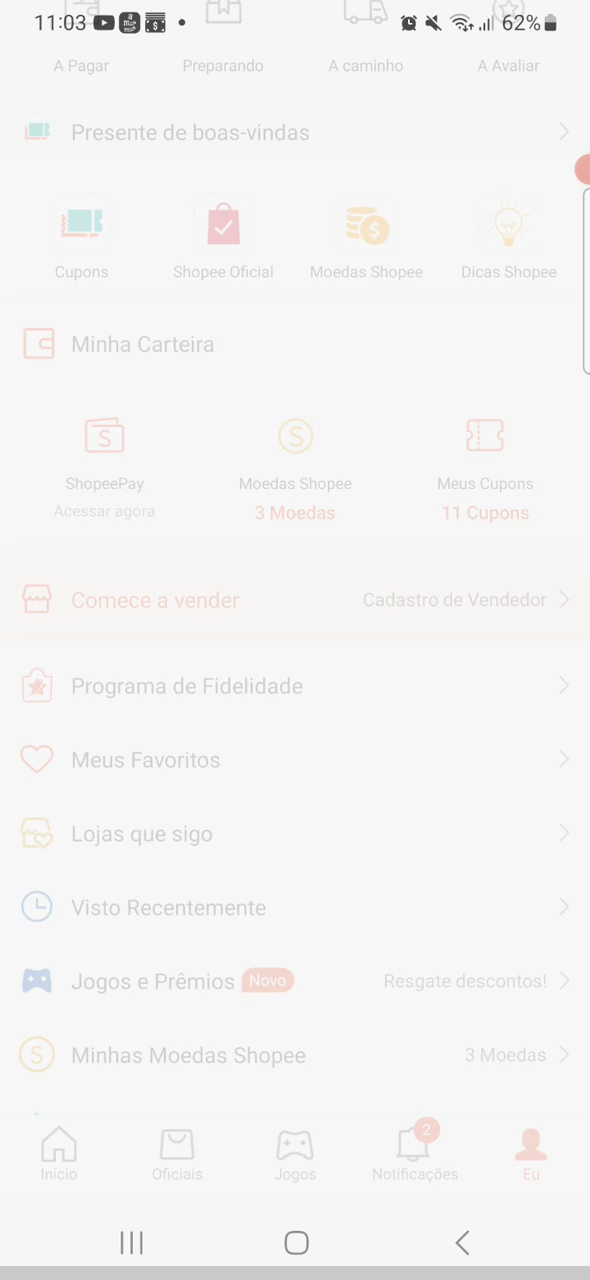 11:03 62%
A Pagar Preparando A caminho A Avaliar
Presente de boas-vindas
Cupons Shopee Oficial Moedas Shopee Dicas Shopee
Minha Carteira
ShopeePay Moedas Shopee Meus Cupons
Acessar agora 3 Moedas 11 Cupons
Comece a vender Cadastro de Vendedor
Programa de Fidelidade
Meus Favoritos
Lojas que sigo
Visto Recentemente
Jogos e Prêmios Novo Resgate descontos!
Minhas Moedas Shopee 3 Moedas
2
Início Oficiais Jogos Notificações Eu